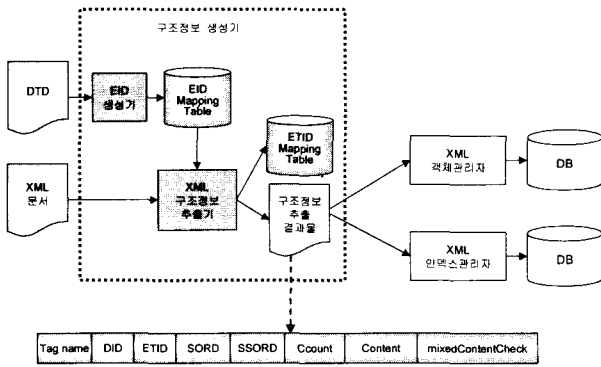 구조정보 생성기
DTD
EID
생성기
EID
Mapping
Table
ETID
Mapping
Table
XML
문서
XML
구조정보
추출기
구조정보
추출
결과물
XML
객체관리자
DB
XML
인덱스관리자
DB
Tag name DID ETID SORD SSORD Ccount Content mixedContentCheck